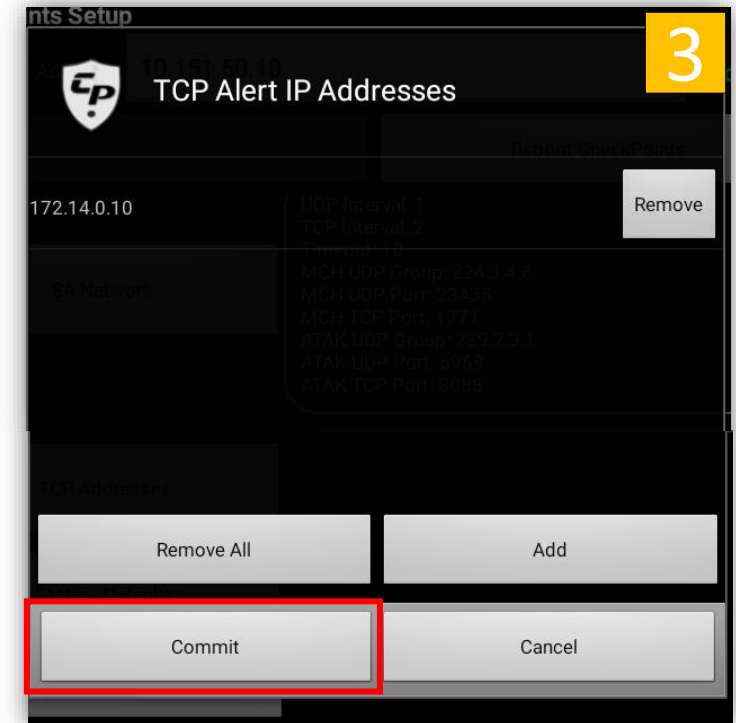 nts Setup
3
10.151.50.10
CP
TCP Alert IP Addresses
Reboot CheckPoints
172.14.0.10
Remove
UDP Interval: 1
TCP Interval: 2
Timeout: 10
SA Network
MCH UDP Group: 224.3.4.6
MCH UDP Port: 23435
MCH TCP Port: 1771
ATAK UDP Group: 239.2.3.1
ATAK UDP Port: 6969
ATAK TCP Port: 8088
TCP Addresses
Remove All
Add
Factory Defaults
Commit
Cancel